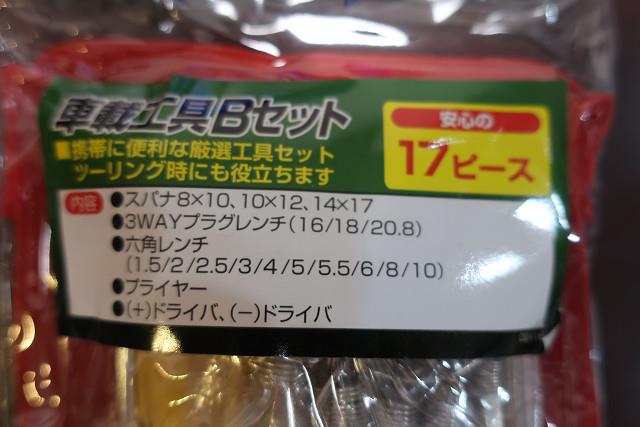 車載工具Bセット
■携帯に便利な厳選工具セット
ツーリング時にも役立ちます
安心の
17ピース
内容
●スパナ8×10、10×12、14×17
●3WAYプラグレンチ(16/18/20.8)
●六角レンチ
(1.5/2/2.5/3/4/5/5.5/6/8/10)
●プライヤー
●(+)ドライバ、(−)ドライバ